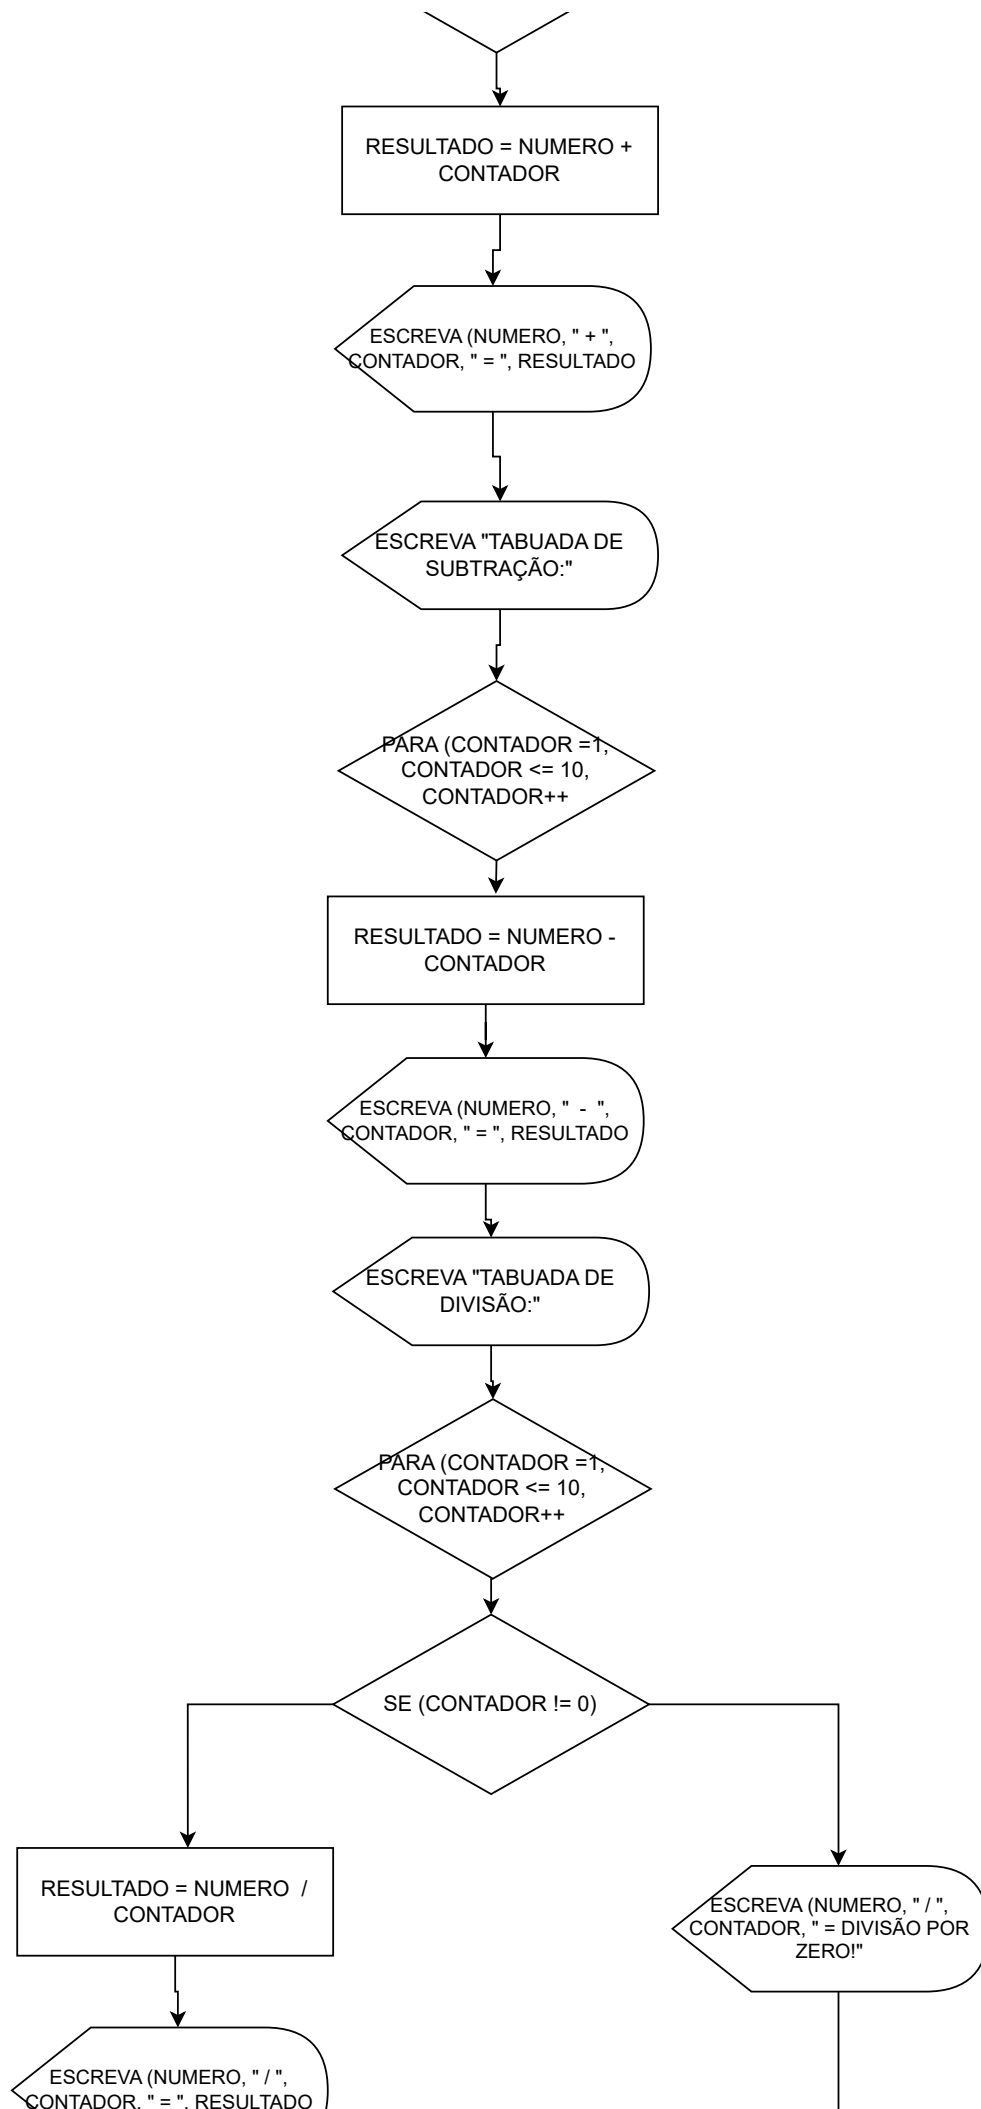 RESULTADO = NUMERO +
CONTADOR
ESCREVA (NUMERO, " + ",
CONTADOR, " = ", RESULTADO
ESCREVA "TABUADA DE
SUBTRAÇÃO:"
PARA (CONTADOR =1,
CONTADOR <= 10,
CONTADOR++
RESULTADO = NUMERO -
CONTADOR
ESCREVA (NUMERO, "  -  ",
CONTADOR, " = ", RESULTADO
ESCREVA "TABUADA DE
DIVISÃO:"
PARA (CONTADOR =1,
CONTADOR <= 10,
CONTADOR++
SE (CONTADOR != 0)
RESULTADO = NUMERO  /
CONTADOR
ESCREVA (NUMERO, " / ",
CONTADOR, " = DIVISÃO POR
ZERO!"
ESCREVA (NUMERO, " / ",
CONTADOR, " = ", RESULTADO